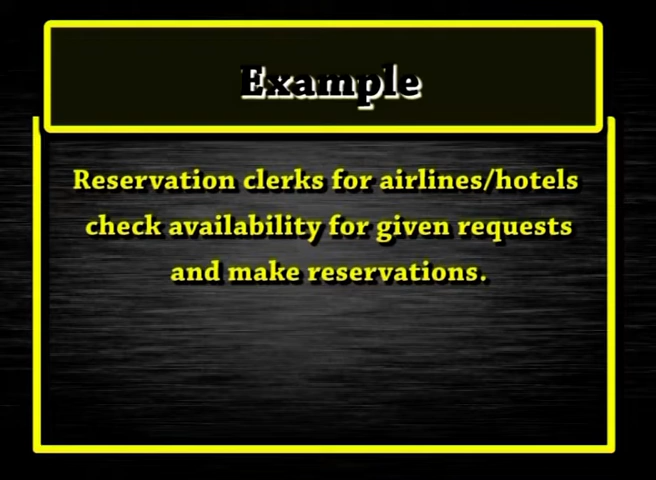 Example
Reservation clerks for airlines/hotels
check availability for given requests
and make reservations.